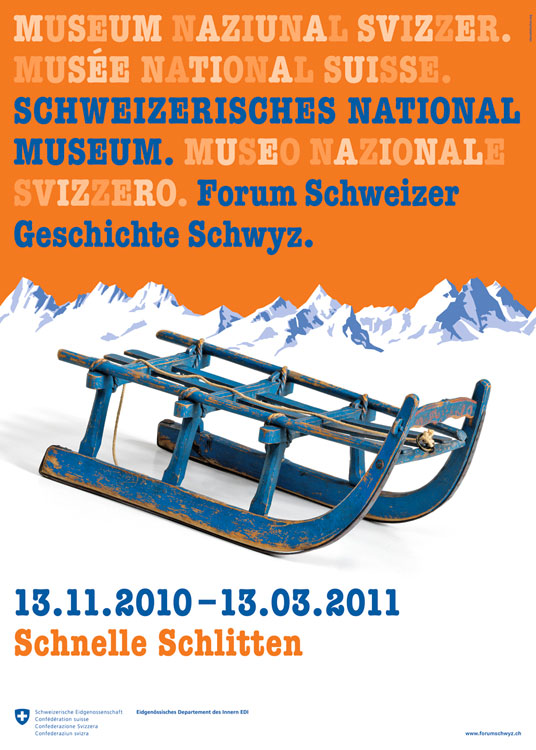 MUSEUM NAZIUNAL SVIZZER.
MUSÉE NATIONAL SUISSE.
SCHWEIZERISCHES NATIONAL
MUSEUM. MUSEO NAZIONALE
SVIZZERO. Forum Schweizer
Geschichte Schwyz.
13.11.2010–13.03.2011
Schnelle Schlitten
Schweizerische Eidgenossenschaft
Confédération suisse
Confederazione Svizzera
Confederaziun svizra
Eidgenössisches Departement des Innern EDI
www.forumschwyz.ch